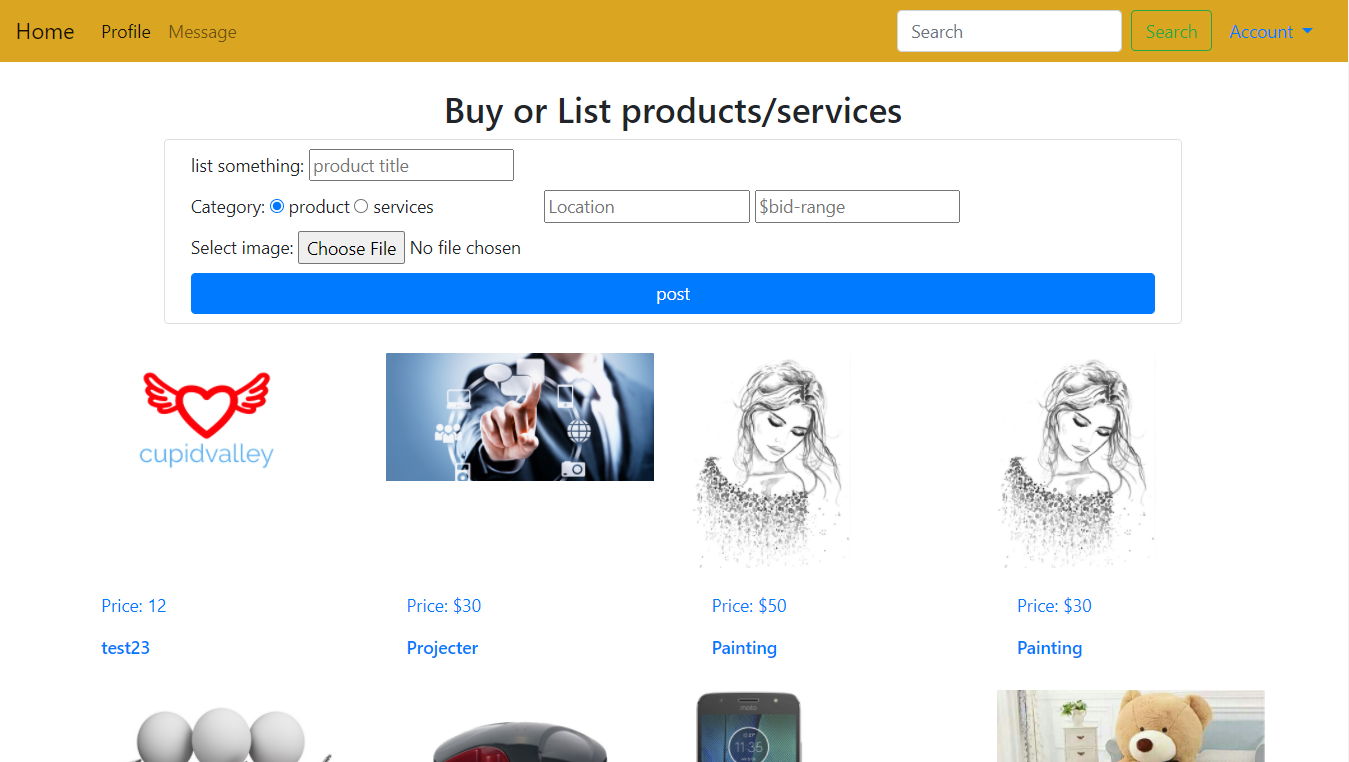 Home Profile Message Search Search Account
Buy or List products/services
list something: product title
Category: product services Location $bid-range
Select image: Choose File No file chosen
post
cupidvalley
Price: 12 Price: $30 Price: $50 Price: $30
test23 Projecter Painting Painting
moto
11:35